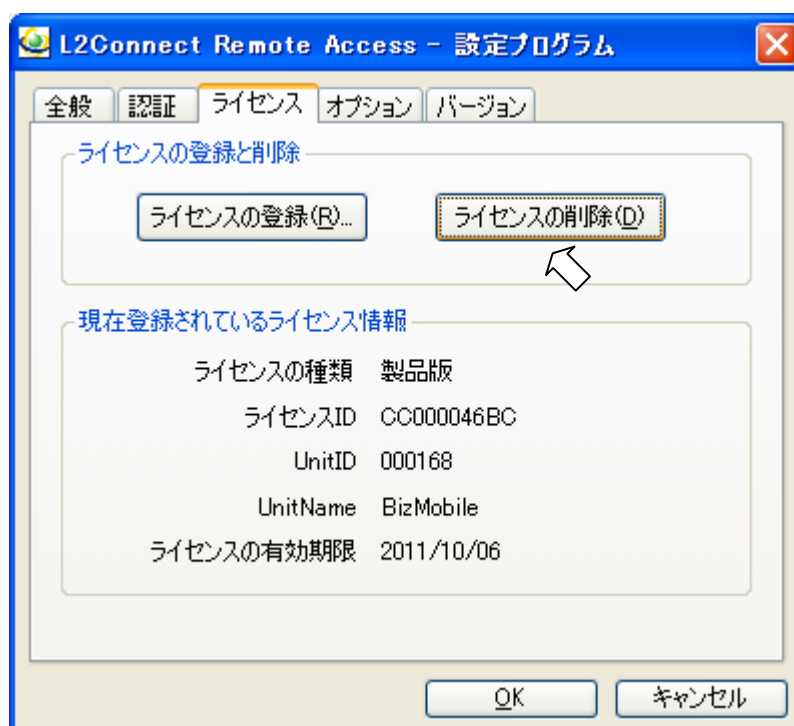 L2Connect Remote Access - 設定プログラム
全般 認証 ライセンス オプション バージョン
ライセンスの登録と削除
ライセンスの登録(R)... ライセンスの削除(D)
現在登録されているライセンス情報
ライセンスの種類 製品版
ライセンスID CC000046BC
UnitID 000168
UnitName BizMobile
ライセンスの有効期限 2011/10/06
OK キャンセル